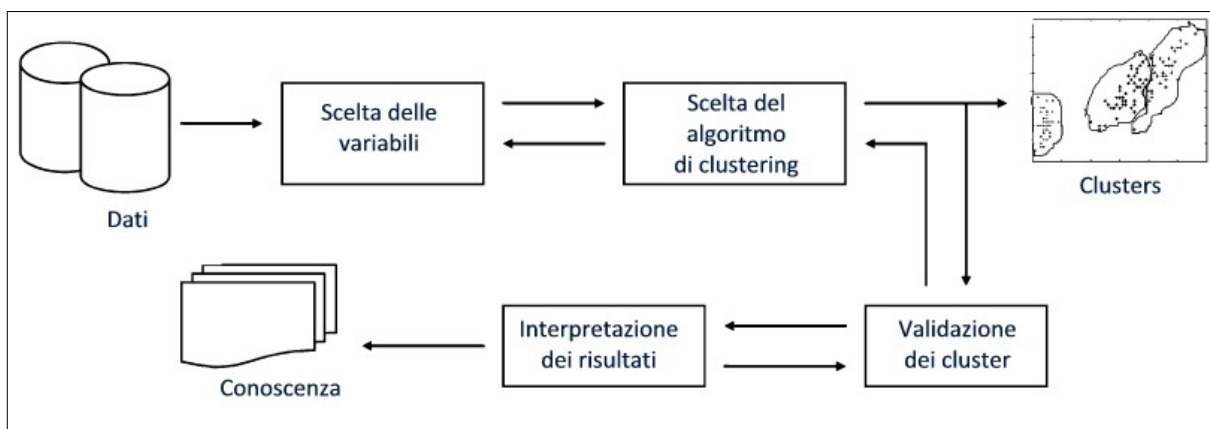 Dati
Scelta delle
variabili
Scelta del
algoritmo
di clustering
Clusters
Validazione
dei cluster
Interpretazione
dei risultati
Conoscenza